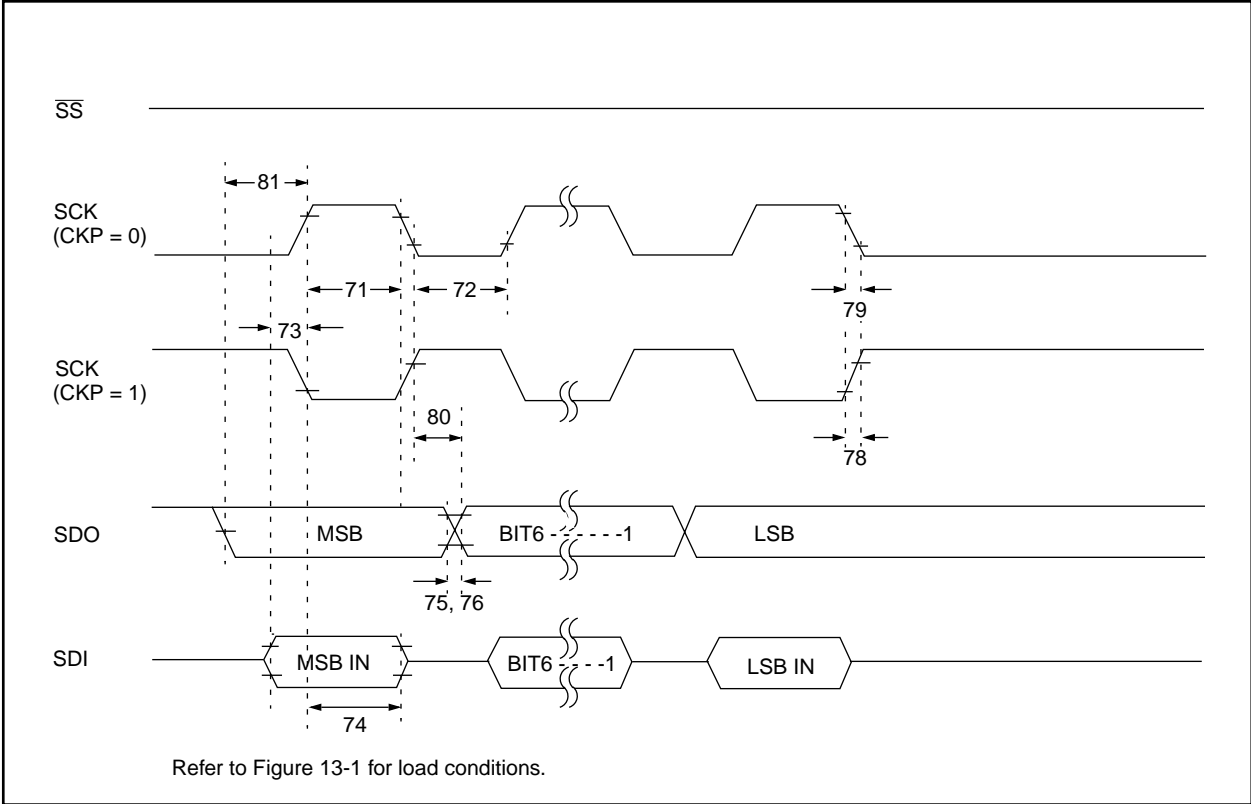 SS
81
SCK
(CKP = 0)
71
72
79
73
SCK
(CKP = 1)
80
78
SDO
MSB
BIT6 - - - - - - -1
LSB
75, 76
SDI
MSB IN
BIT6 - - - - -1
LSB IN
74
Refer to Figure 13-1 for load conditions.